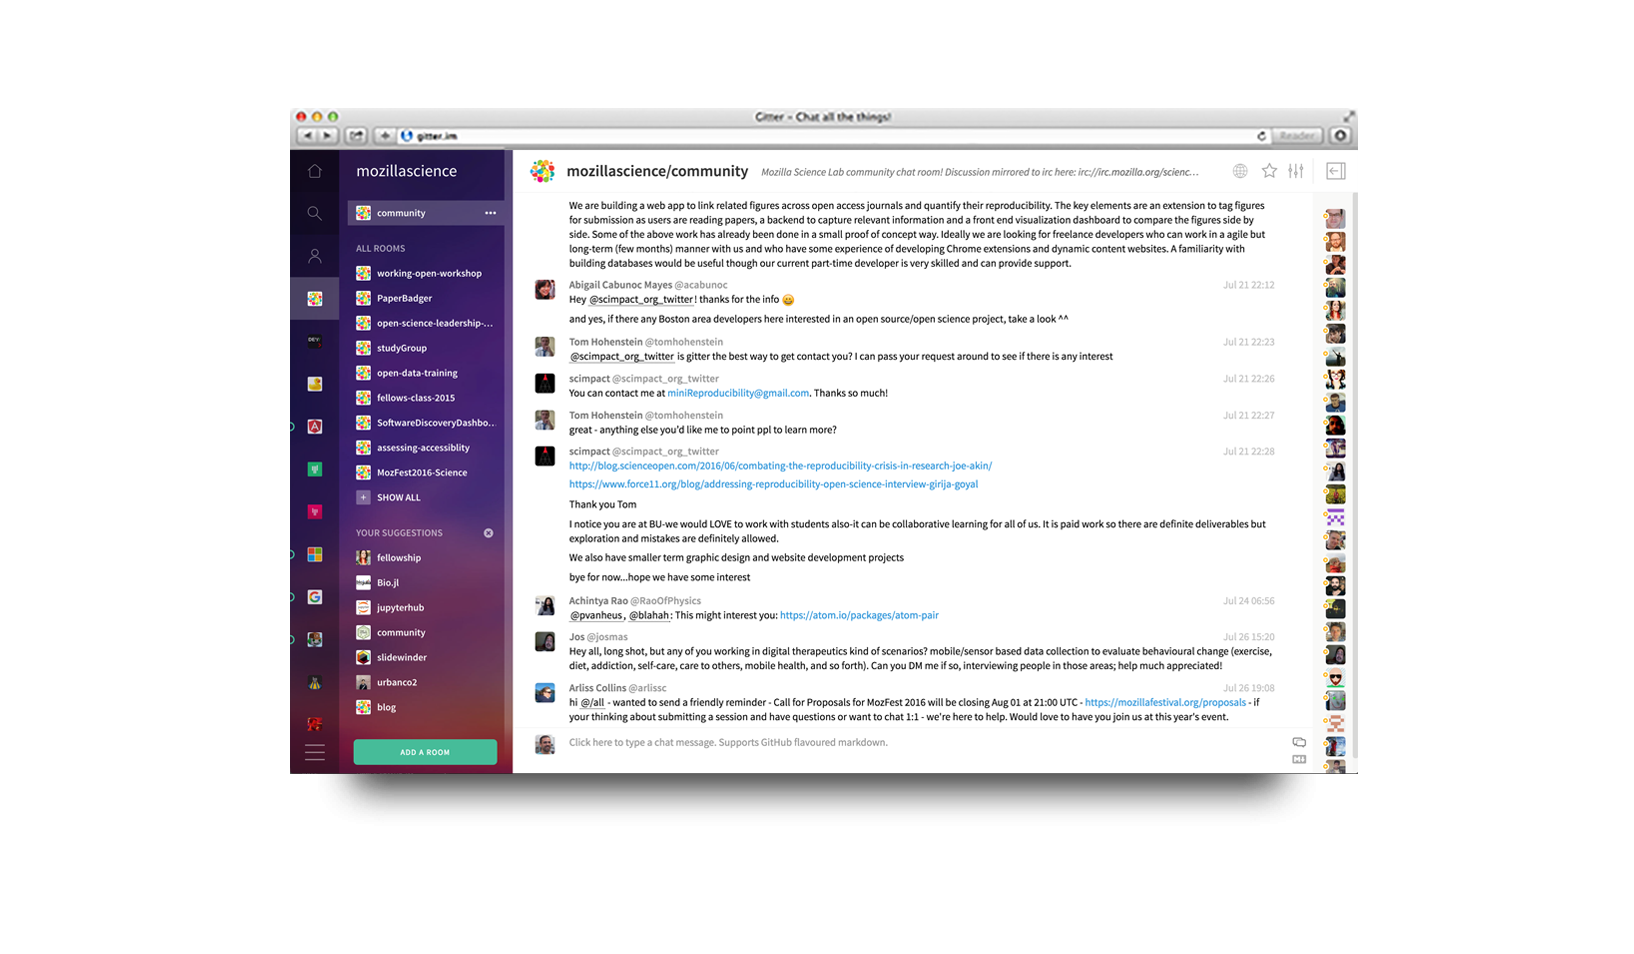 Gitter – Chat all the things!
gitter.im
Reader
mozillascience
community
ALL ROOMS
working-open-workshop
PaperBadger
open-science-leadership-...
studyGroup
open-data-training
fellows-class-2015
SoftwareDiscoveryDashbo...
assessing-accessiblity
MozFest2016-Science
SHOW ALL
YOUR SUGGESTIONS
fellowship
Bio.jl
jupyterhub
community
slidewinder
urbanco2
blog
ADD A ROOM
mozillascience/community
Mozilla Science Lab community chat room! Discussion mirrored to irc here: irc://irc.mozilla.org/scienc...
We are building a web app to link related figures across open access journals and quantify their reproducibility. The key elements are an extension to tag figures
for submission as users are reading papers, a backend to capture relevant information and a front end visualization dashboard to compare the figures side by
side. Some of the above work has already been done in a small proof of concept way. Ideally we are looking for freelance developers who can work in a agile but
long-term (few months) manner with us and who have some experience of developing Chrome extensions and dynamic content websites. A familiarity with
building databases would be useful though our current part-time developer is very skilled and can provide support.
Abigail Cabunoc Mayes @acabunoc Jul 21 22:12
Hey @scimpact_org_twitter! thanks for the info 😀
and yes, if there any Boston area developers here interested in an open source/open science project, take a look ^^
Tom Hohenstein @tomhohenstein Jul 21 22:23
@scimpact_org_twitter is gitter the best way to get contact you? I can pass your request around to see if there is any interest
scimpact @scimpact_org_twitter Jul 21 22:26
You can contact me at miniReproducibility@gmail.com. Thanks so much!
Tom Hohenstein @tomhohenstein Jul 21 22:27
great - anything else you'd like me to point ppl to learn more?
scimpact @scimpact_org_twitter Jul 21 22:28
http://blog.scienceopen.com/2016/06/combating-the-reproducibility-crisis-in-research-joe-akin/
https://www.force11.org/blog/addressing-reproducibility-open-science-interview-girija-goyal
Thank you Tom
I notice you are at BU-we would LOVE to work with students also-it can be collaborative learning for all of us. It is paid work so there are definite deliverables but
exploration and mistakes are definitely allowed.
We also have smaller term graphic design and website development projects
bye for now...hope we have some interest
Achintya Rao @RaoOfPhysics Jul 24 06:56
@pvanheus, @blahah: This might interest you: https://atom.io/packages/atom-pair
Jos @josmas Jul 26 15:20
Hey all, long shot, but any of you working in digital therapeutics kind of scenarios? mobile/sensor based data collection to evaluate behavioural change (exercise,
diet, addiction, self-care, care to others, mobile health, and so forth). Can you DM me if so, interviewing people in those areas; help much appreciated!
Arliss Collins @arlissc Jul 26 19:08
hi @/all - wanted to send a friendly reminder - Call for Proposals for MozFest 2016 will be closing Aug 01 at 21:00 UTC - https://mozillafestival.org/proposals - if
your thinking about submitting a session and have questions or want to chat 1:1 - we're here to help. Would love to have you join us at this year's event.
Click here to type a chat message. Supports GitHub flavoured markdown.